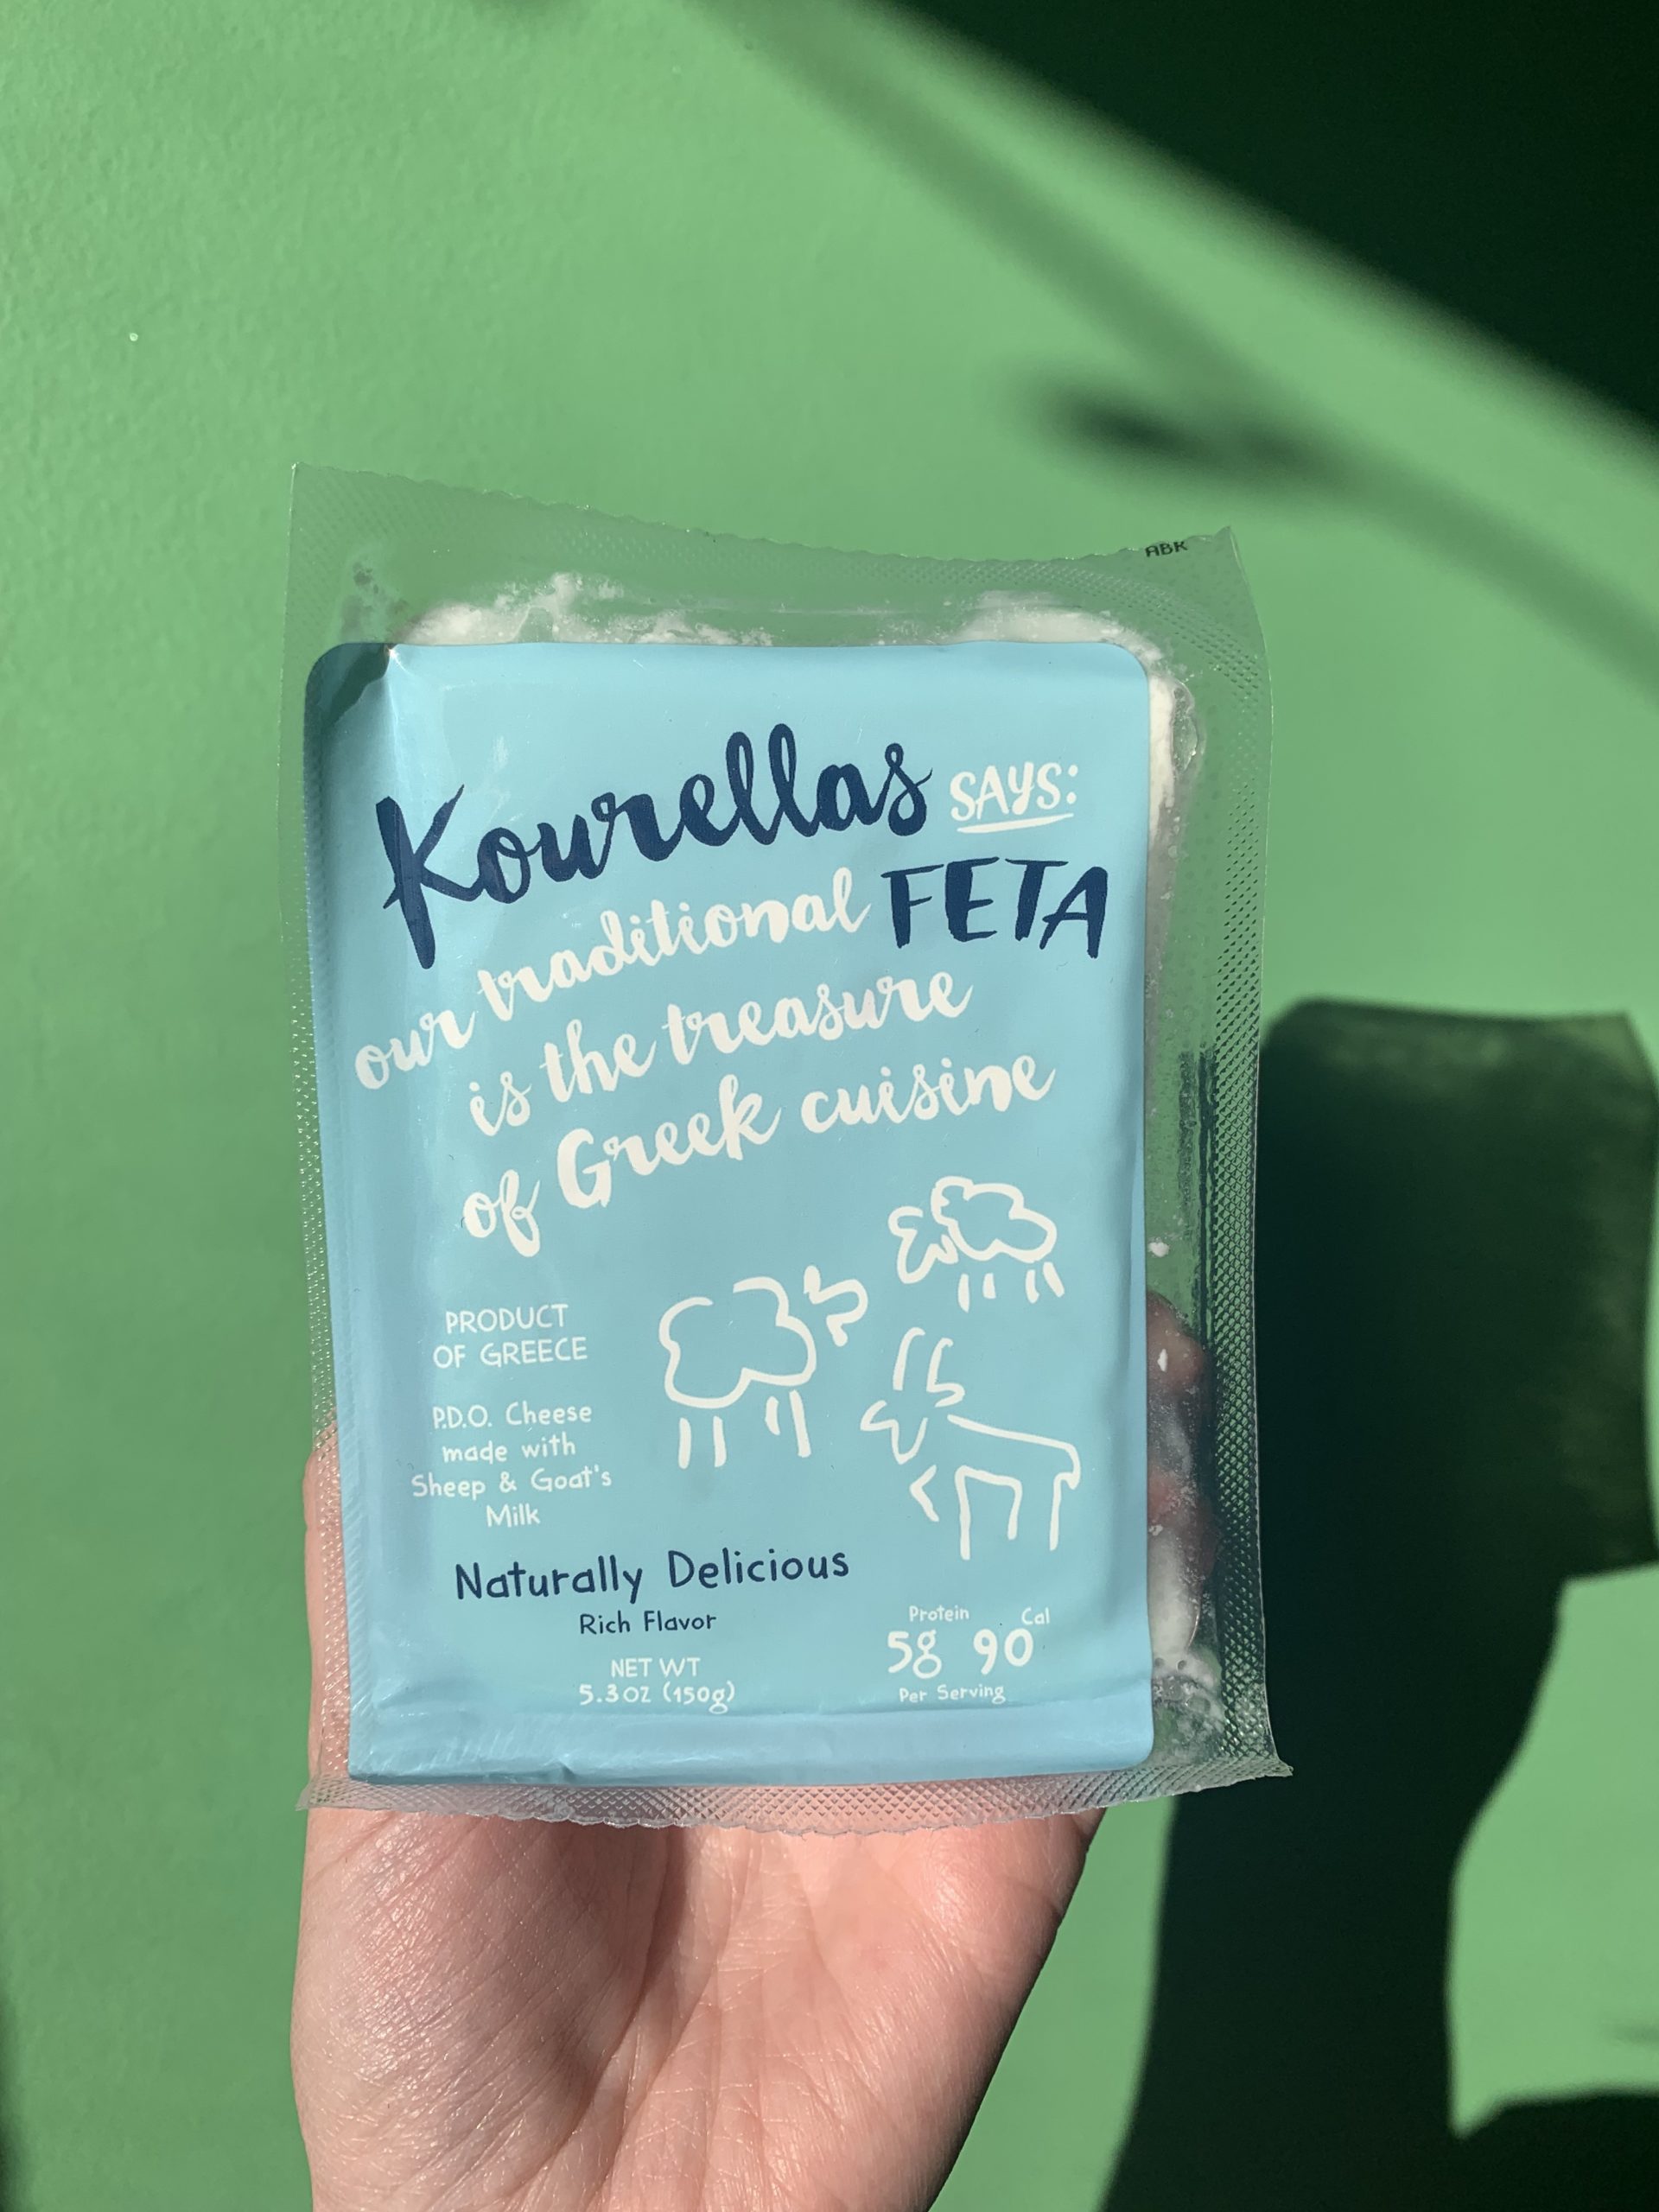 ABR
Kourellas SAYS:
our traditional FETA
is the treasure
of Greek cuisine
PRODUCT
OF GREECE
P.D.O. Cheese
made with
Sheep & Goat's
Milk
Naturally Delicious
Rich Flavor
NET WT
5.3OZ (150g)
Protein Cal
5g 90
Per Serving